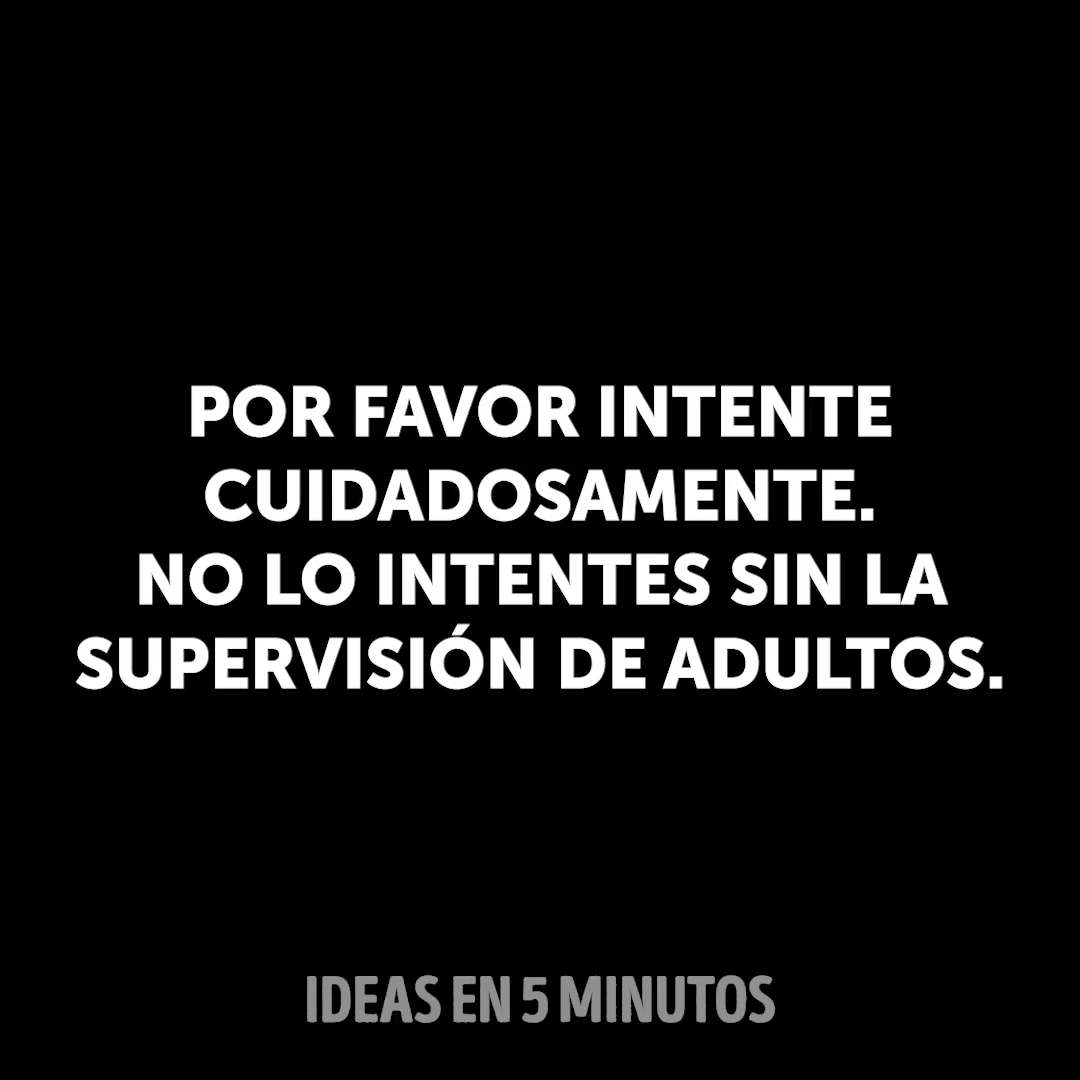 POR FAVOR INTENTE
CUIDADOSAMENTE.
NO LO INTENTES SIN LA
SUPERVISIÓN DE ADULTOS.
IDEAS EN 5 MINUTOS